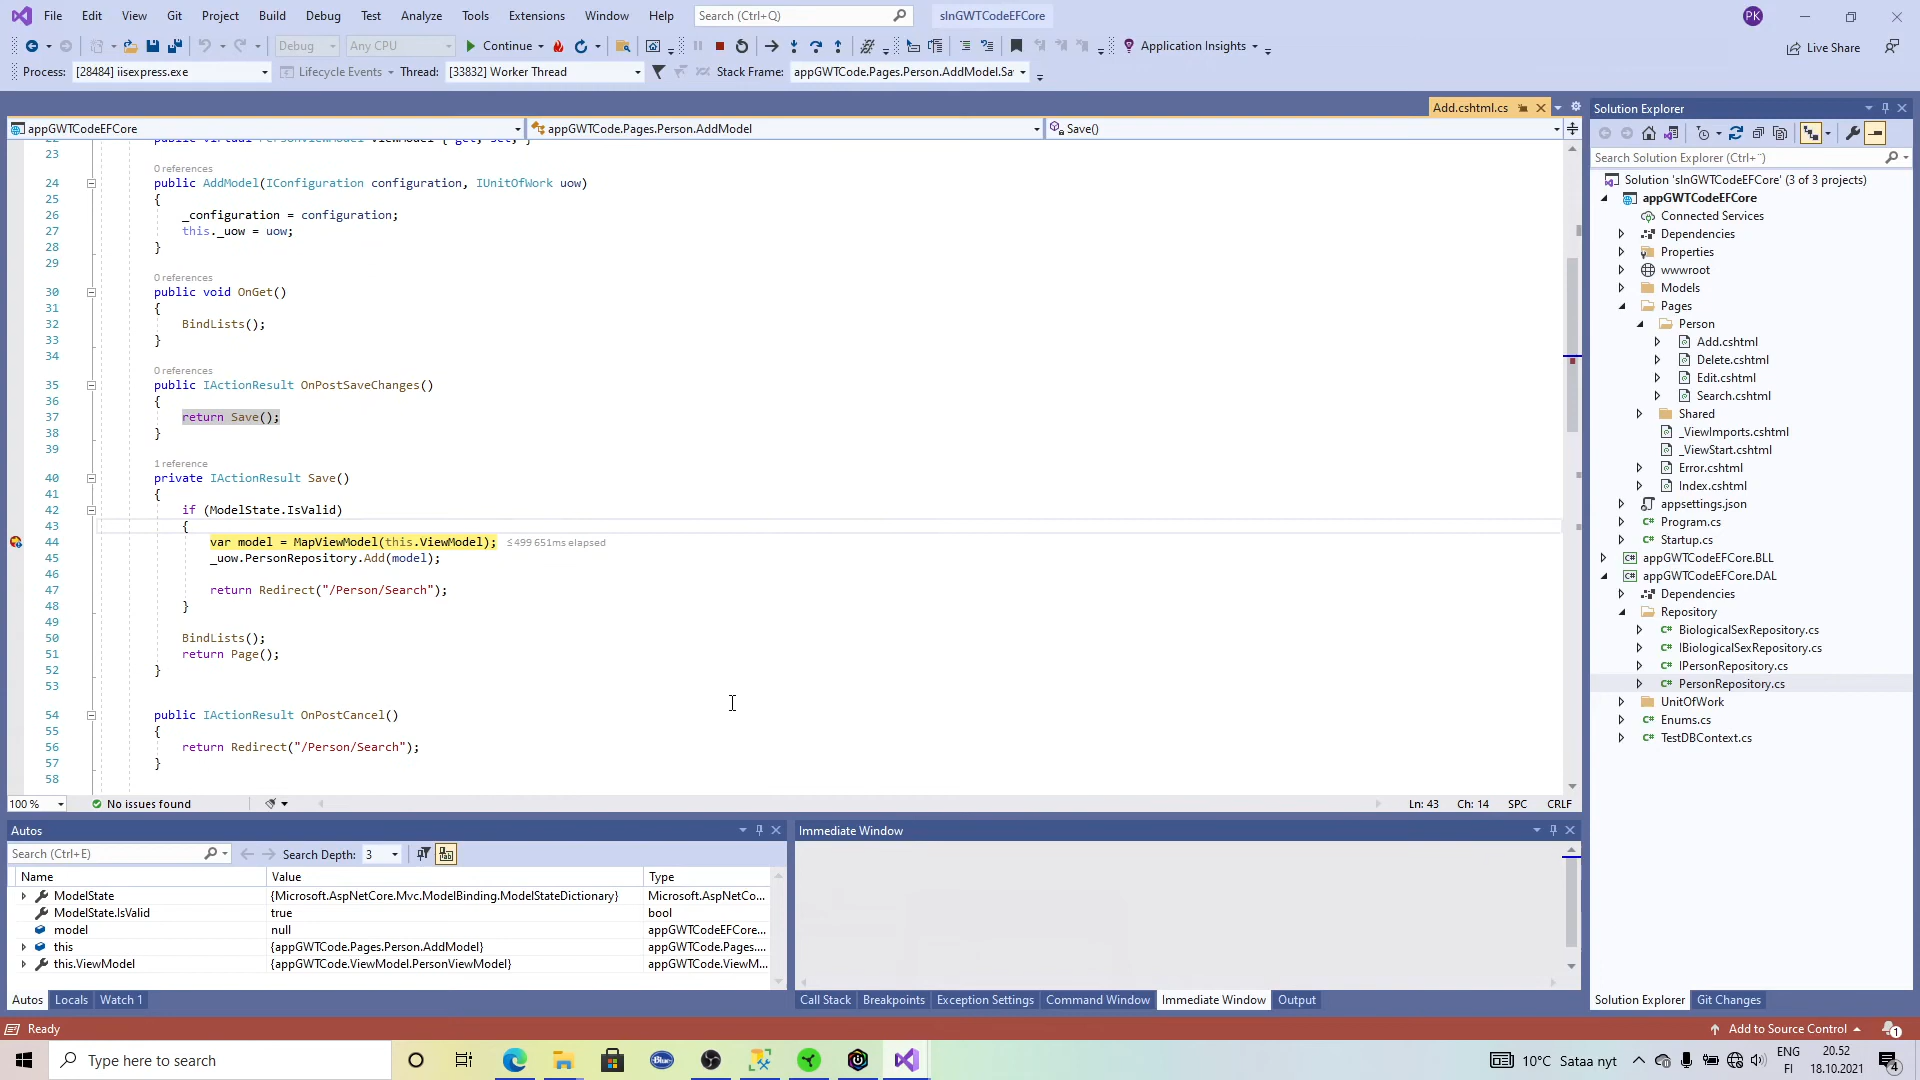 File Edit View Git Project Build Debug Test Analyze Tools Extensions Window Help Search (Ctrl+Q) slnGWTCodeEFCore PK
Debug Any CPU Continue Application Insights Live Share
Process: [28484] iisexpress.exe Lifecycle Events Thread: [33832] Worker Thread Stack Frame: appGWTCode.Pages.Person.AddModel.Sa
Add.cshtml.cs
appGWTCodeEFCore appGWTCode.Pages.Person.AddModel Save()
22 public virtual PersonViewModel ViewModel { get; set; }
23
0 references
24 public AddModel(IConfiguration configuration, IUnitOfWork uow)
25 {
26 _configuration = configuration;
27 this._uow = uow;
28 }
29
0 references
30 public void OnGet()
31 {
32 BindLists();
33 }
34
0 references
35 public IActionResult OnPostSaveChanges()
36 {
37 return Save();
38 }
39
1 reference
40 private IActionResult Save()
41 {
42 if (ModelState.IsValid)
43 {
44 var model = MapViewModel(this.ViewModel); ≤499 651ms elapsed
45 _uow.PersonRepository.Add(model);
46
47 return Redirect("/Person/Search");
48 }
49
50 BindLists();
51 return Page();
52 }
53
54 public IActionResult OnPostCancel()
55 {
56 return Redirect("/Person/Search");
57 }
58
100 % No issues found Ln: 43 Ch: 14 SPC CRLF
Autos
Search (Ctrl+E) Search Depth: 3
Name Value Type
ModelState {Microsoft.AspNetCore.Mvc.ModelBinding.ModelStateDictionary} Microsoft.AspNetCo...
ModelState.IsValid true bool
model null appGWTCodeEFCore...
this {appGWTCode.Pages.Person.AddModel} appGWTCode.Pages....
this.ViewModel {appGWTCode.ViewModel.PersonViewModel} appGWTCode.ViewM...
Autos Locals Watch 1
Immediate Window
Call Stack Breakpoints Exception Settings Command Window Immediate Window Output
Solution Explorer
Search Solution Explorer (Ctrl+¨)
Solution 'slnGWTCodeEFCore' (3 of 3 projects)
appGWTCodeEFCore
Connected Services
Dependencies
Properties
wwwroot
Models
Pages
Person
Add.cshtml
Delete.cshtml
Edit.cshtml
Search.cshtml
Shared
_ViewImports.cshtml
_ViewStart.cshtml
Error.cshtml
Index.cshtml
appsettings.json
Program.cs
Startup.cs
appGWTCodeEFCore.BLL
appGWTCodeEFCore.DAL
Dependencies
Repository
BiologicalSexRepository.cs
IBiologicalSexRepository.cs
IPersonRepository.cs
PersonRepository.cs
UnitOfWork
Enums.cs
TestDBContext.cs
Solution Explorer Git Changes
Ready Add to Source Control 1
Type here to search Blue 10°C Sataa nyt ENG 20.52
FI 18.10.2021 4